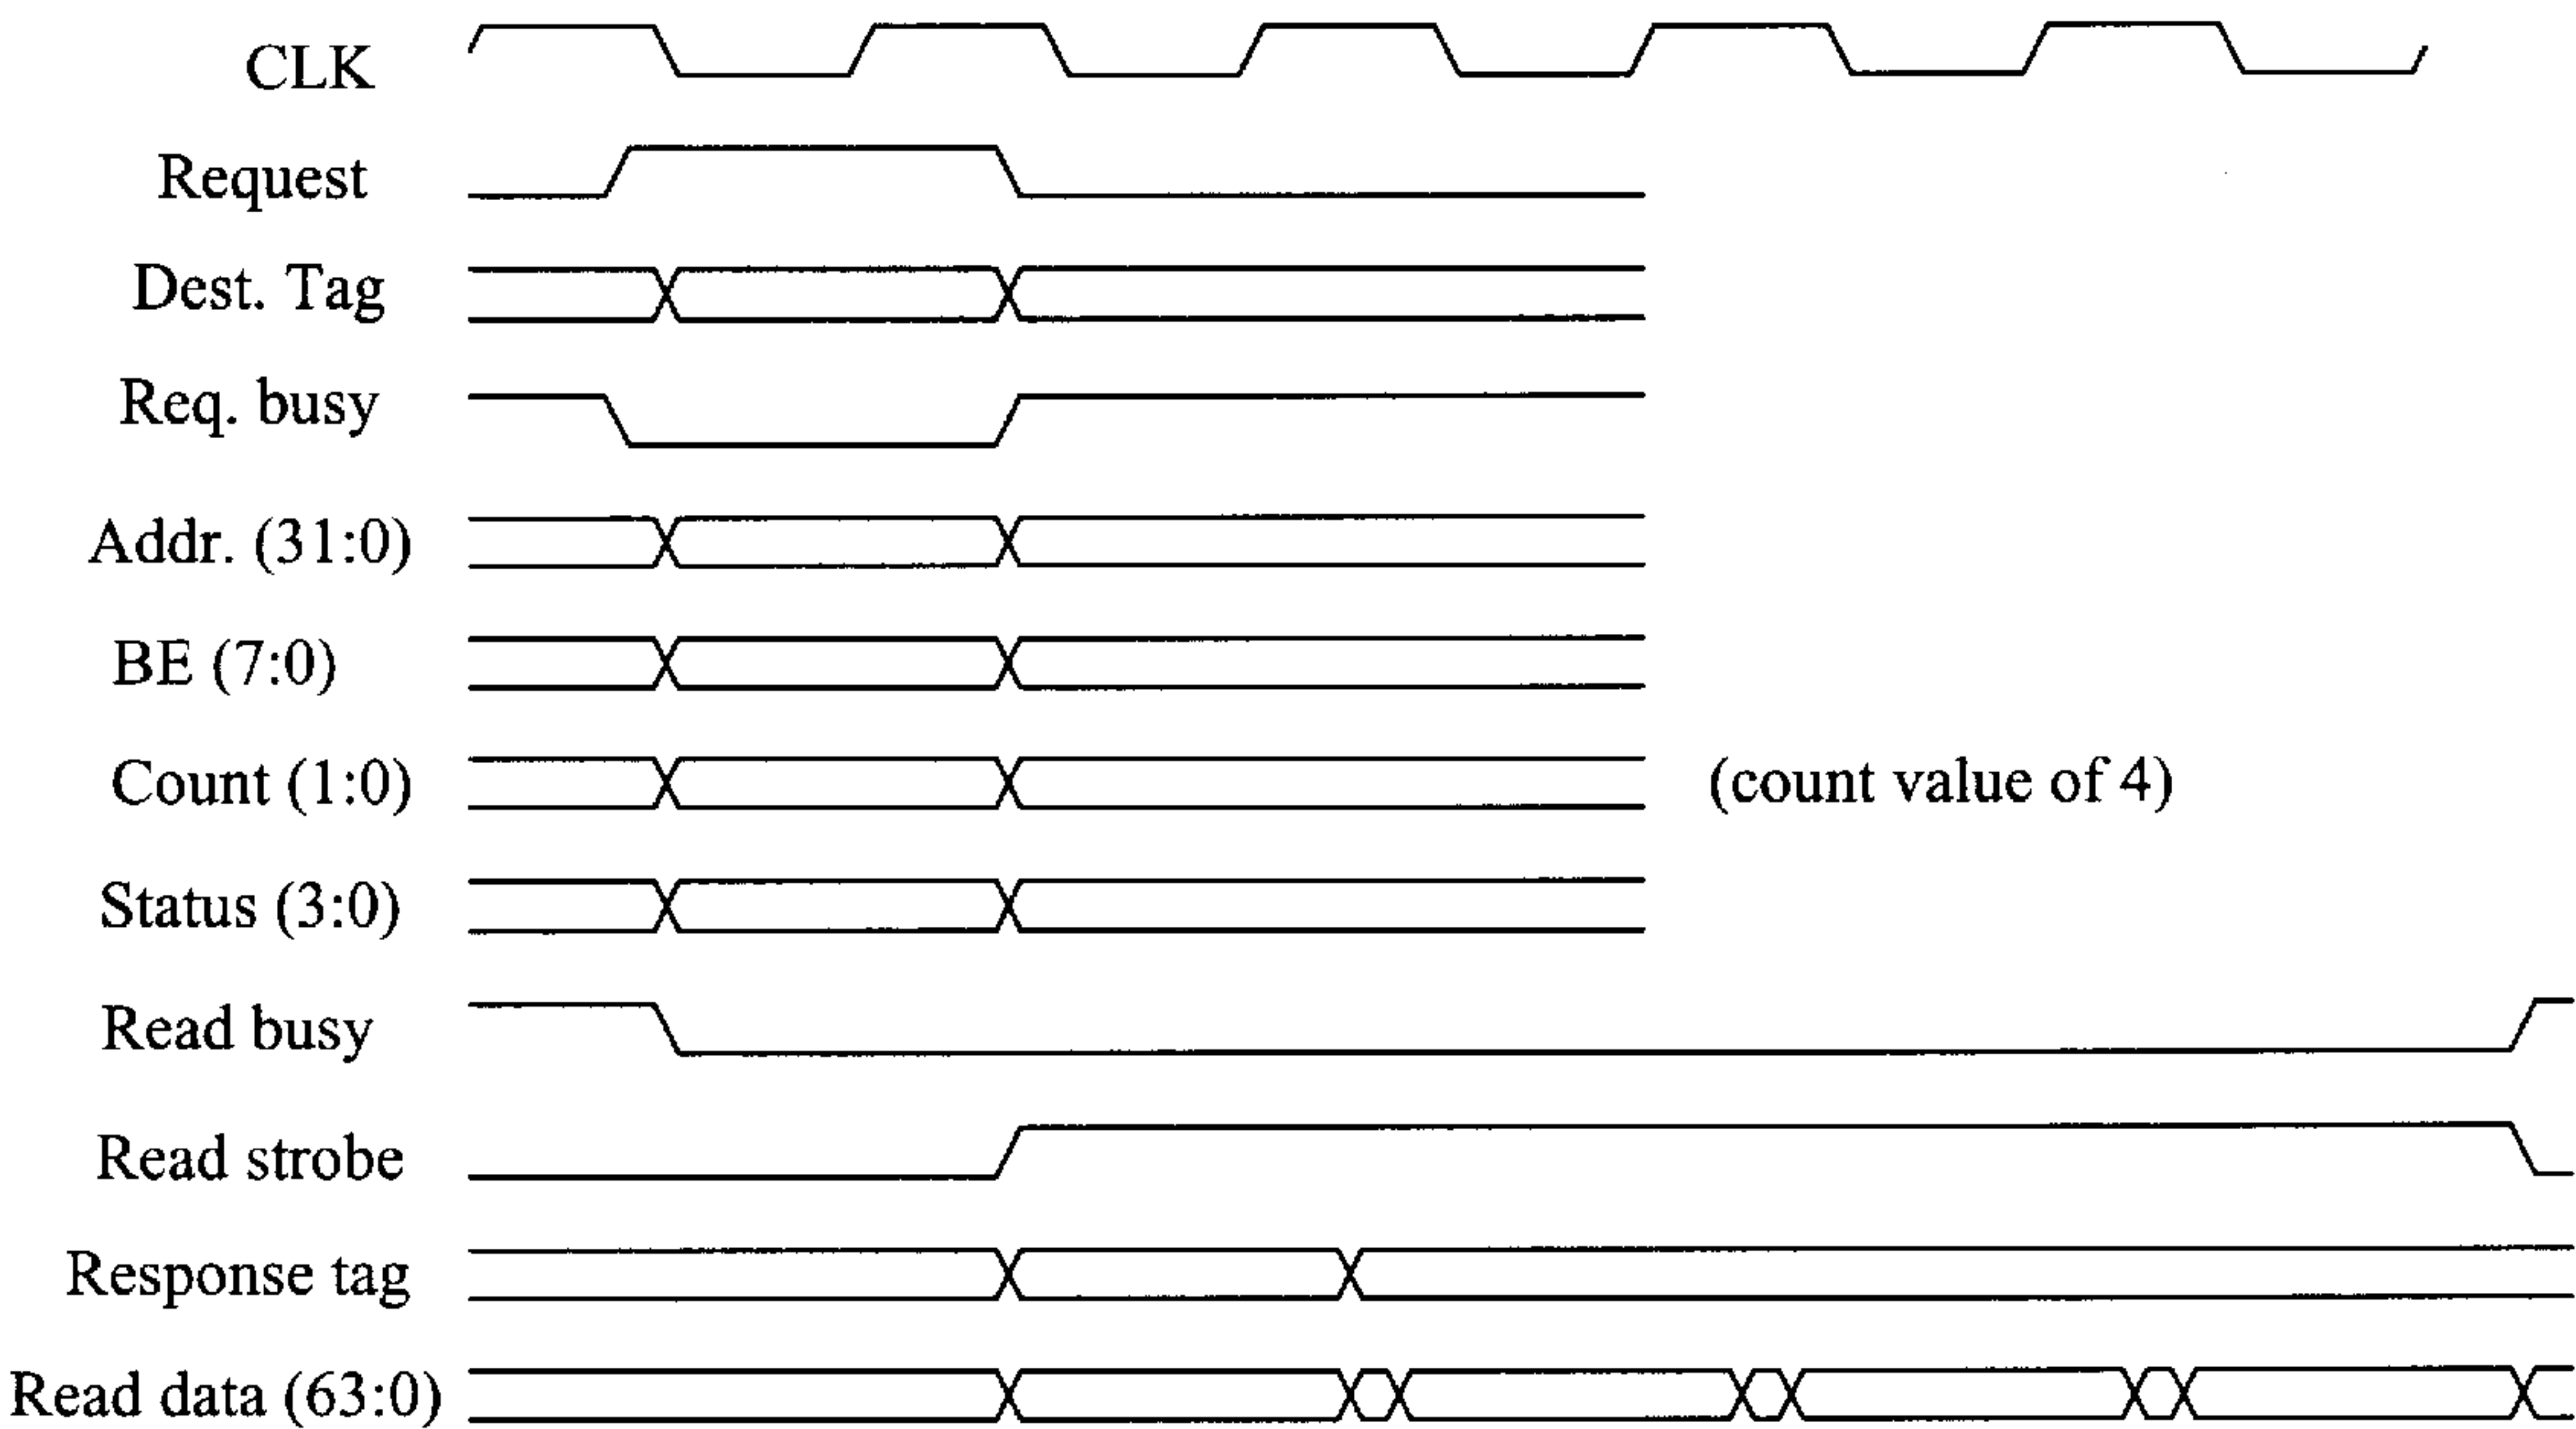 CLK
Request
Dest. Tag
Req. busy
Addr. (31:0)
BE (7:0)
Count (1:0) (count value of 4)
Status (3:0)
Read busy
Read strobe
Response tag
Read data (63:0)